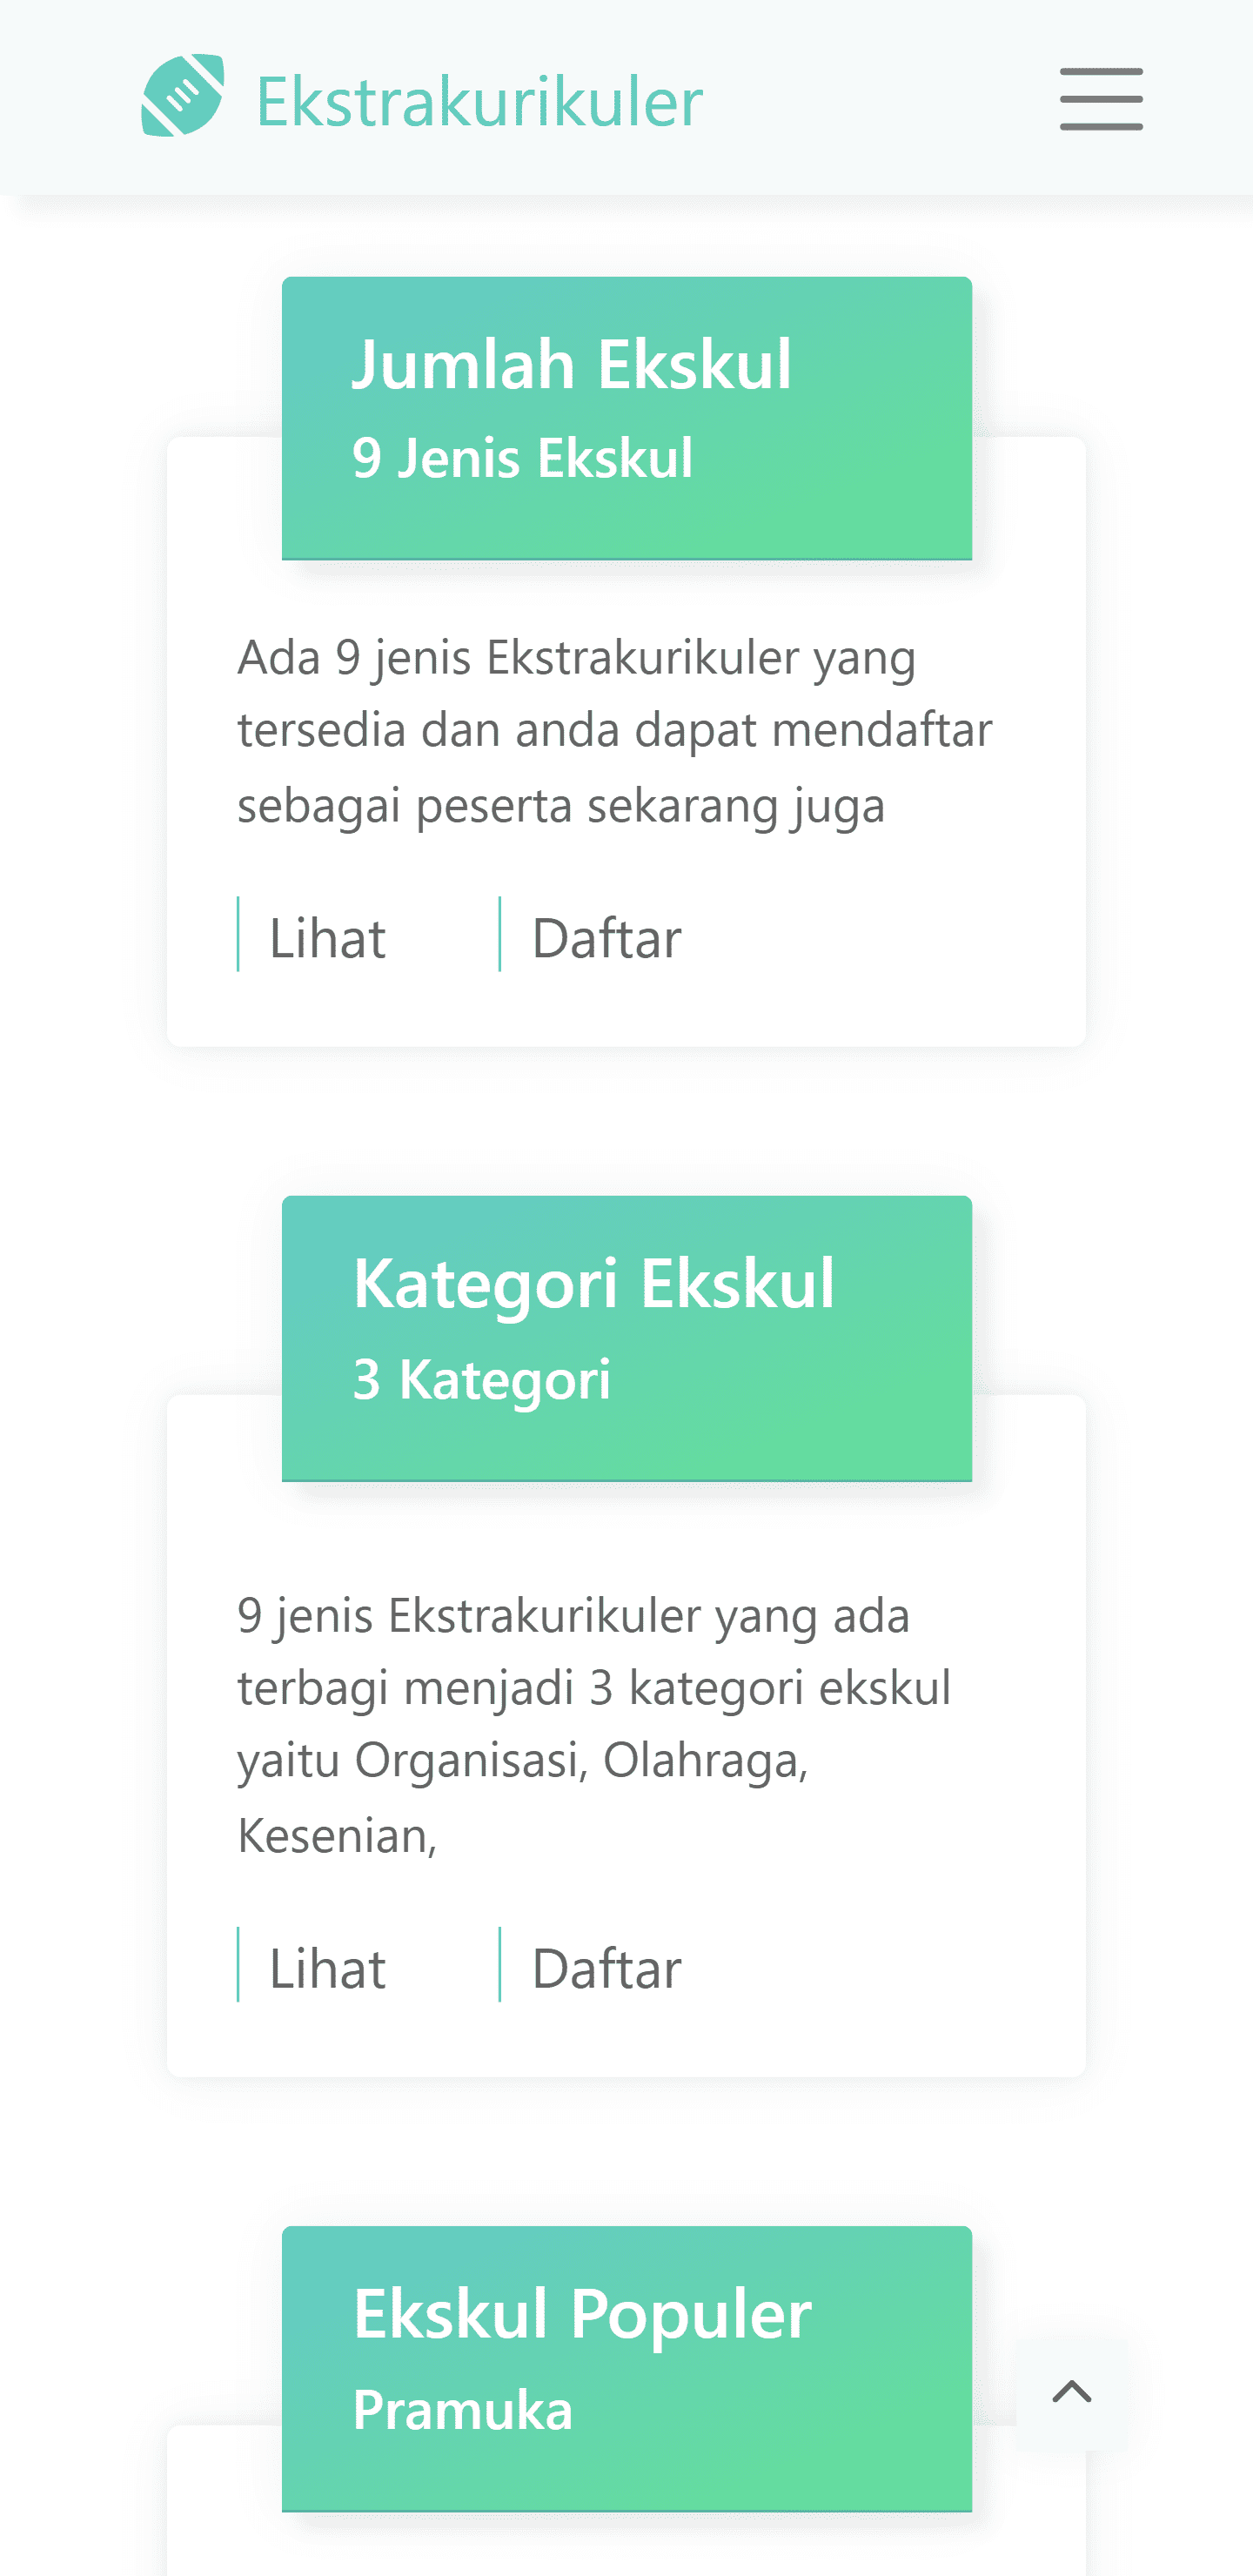 Ekstrakurikuler
Jumlah Ekskul
9 Jenis Ekskul
Ada 9 jenis Ekstrakurikuler yang
tersedia dan anda dapat mendaftar
sebagai peserta sekarang juga
Lihat Daftar
Kategori Ekskul
3 Kategori
9 jenis Ekstrakurikuler yang ada
terbagi menjadi 3 kategori ekskul
yaitu Organisasi, Olahraga,
Kesenian,
Lihat Daftar
Ekskul Populer
Pramuka